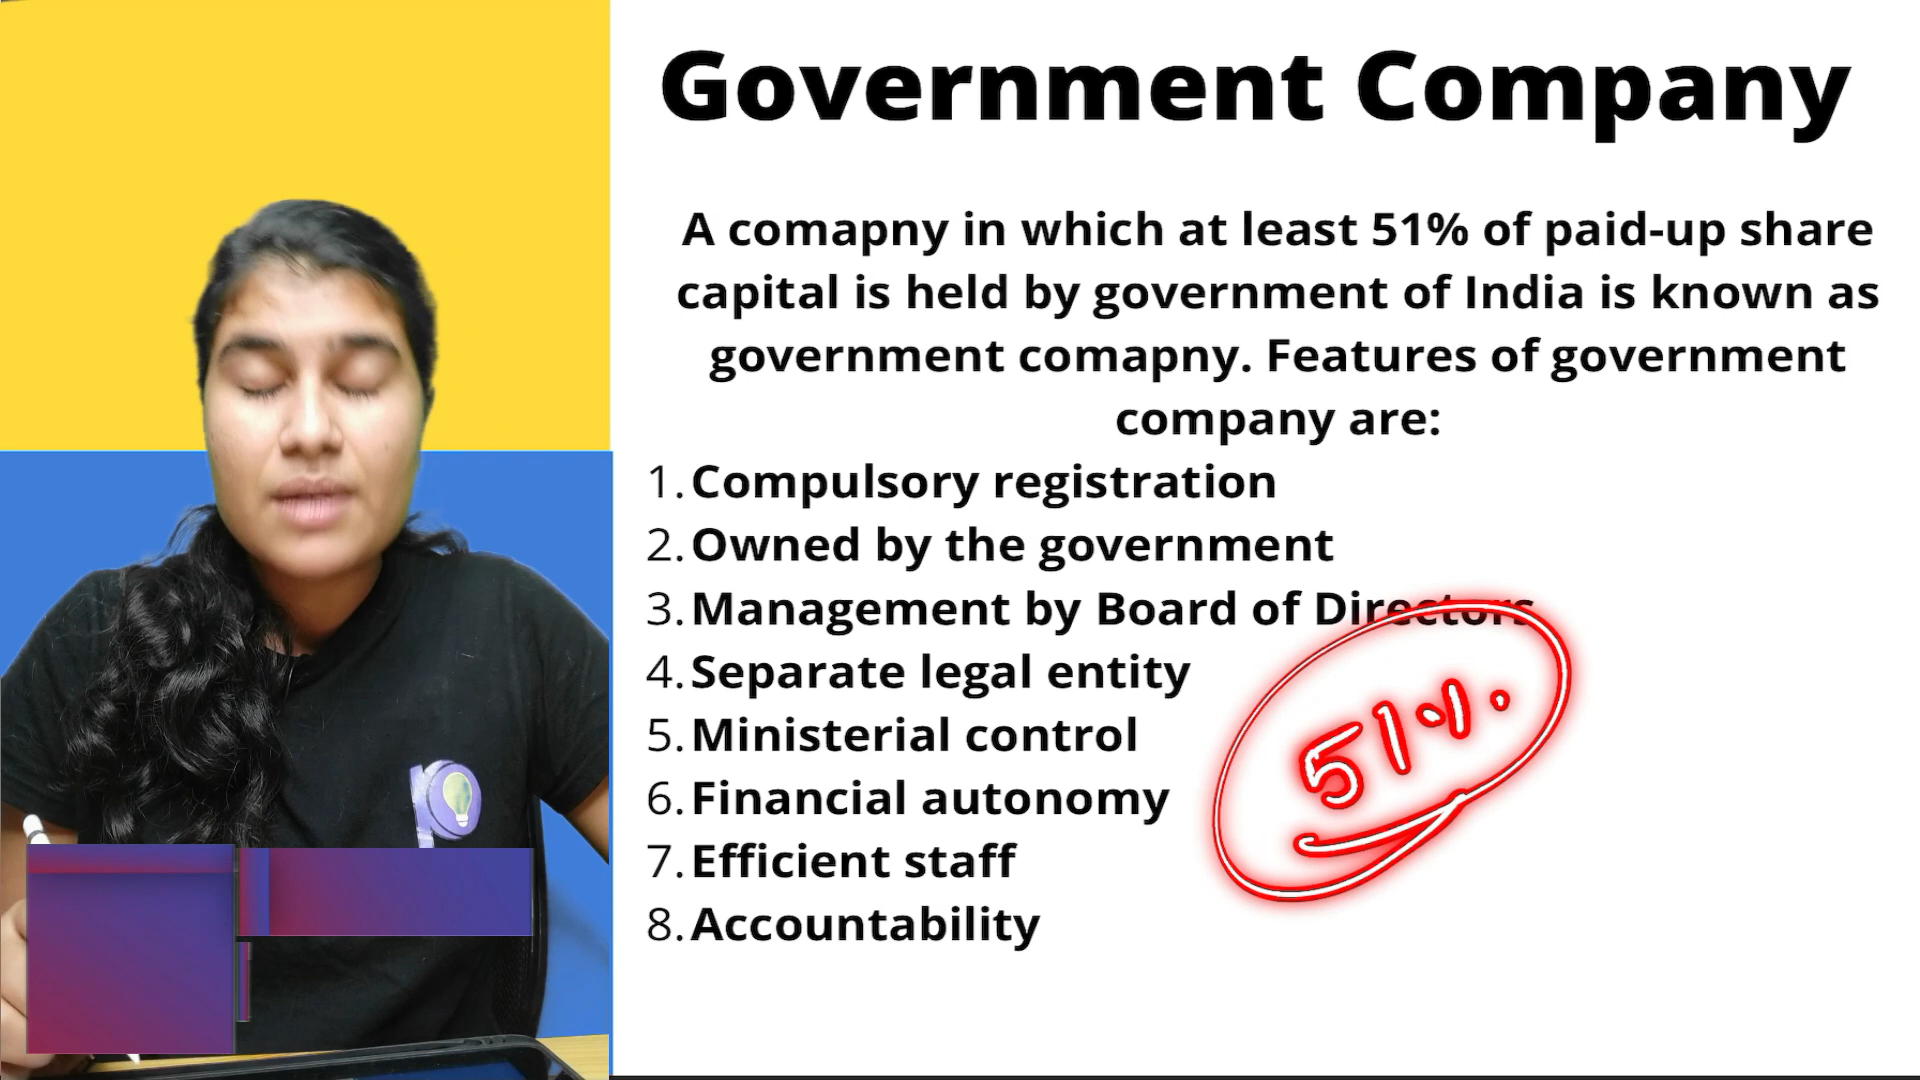 Government Company
A comapny in which at least 51% of paid-up share
capital is held by government of India is known as
government comapny. Features of government
company are:
1. Compulsory registration
2. Owned by the government
3. Management by Board of Directors
4. Separate legal entity
5. Ministerial control
6. Financial autonomy
7. Efficient staff
8. Accountability
51%.
p